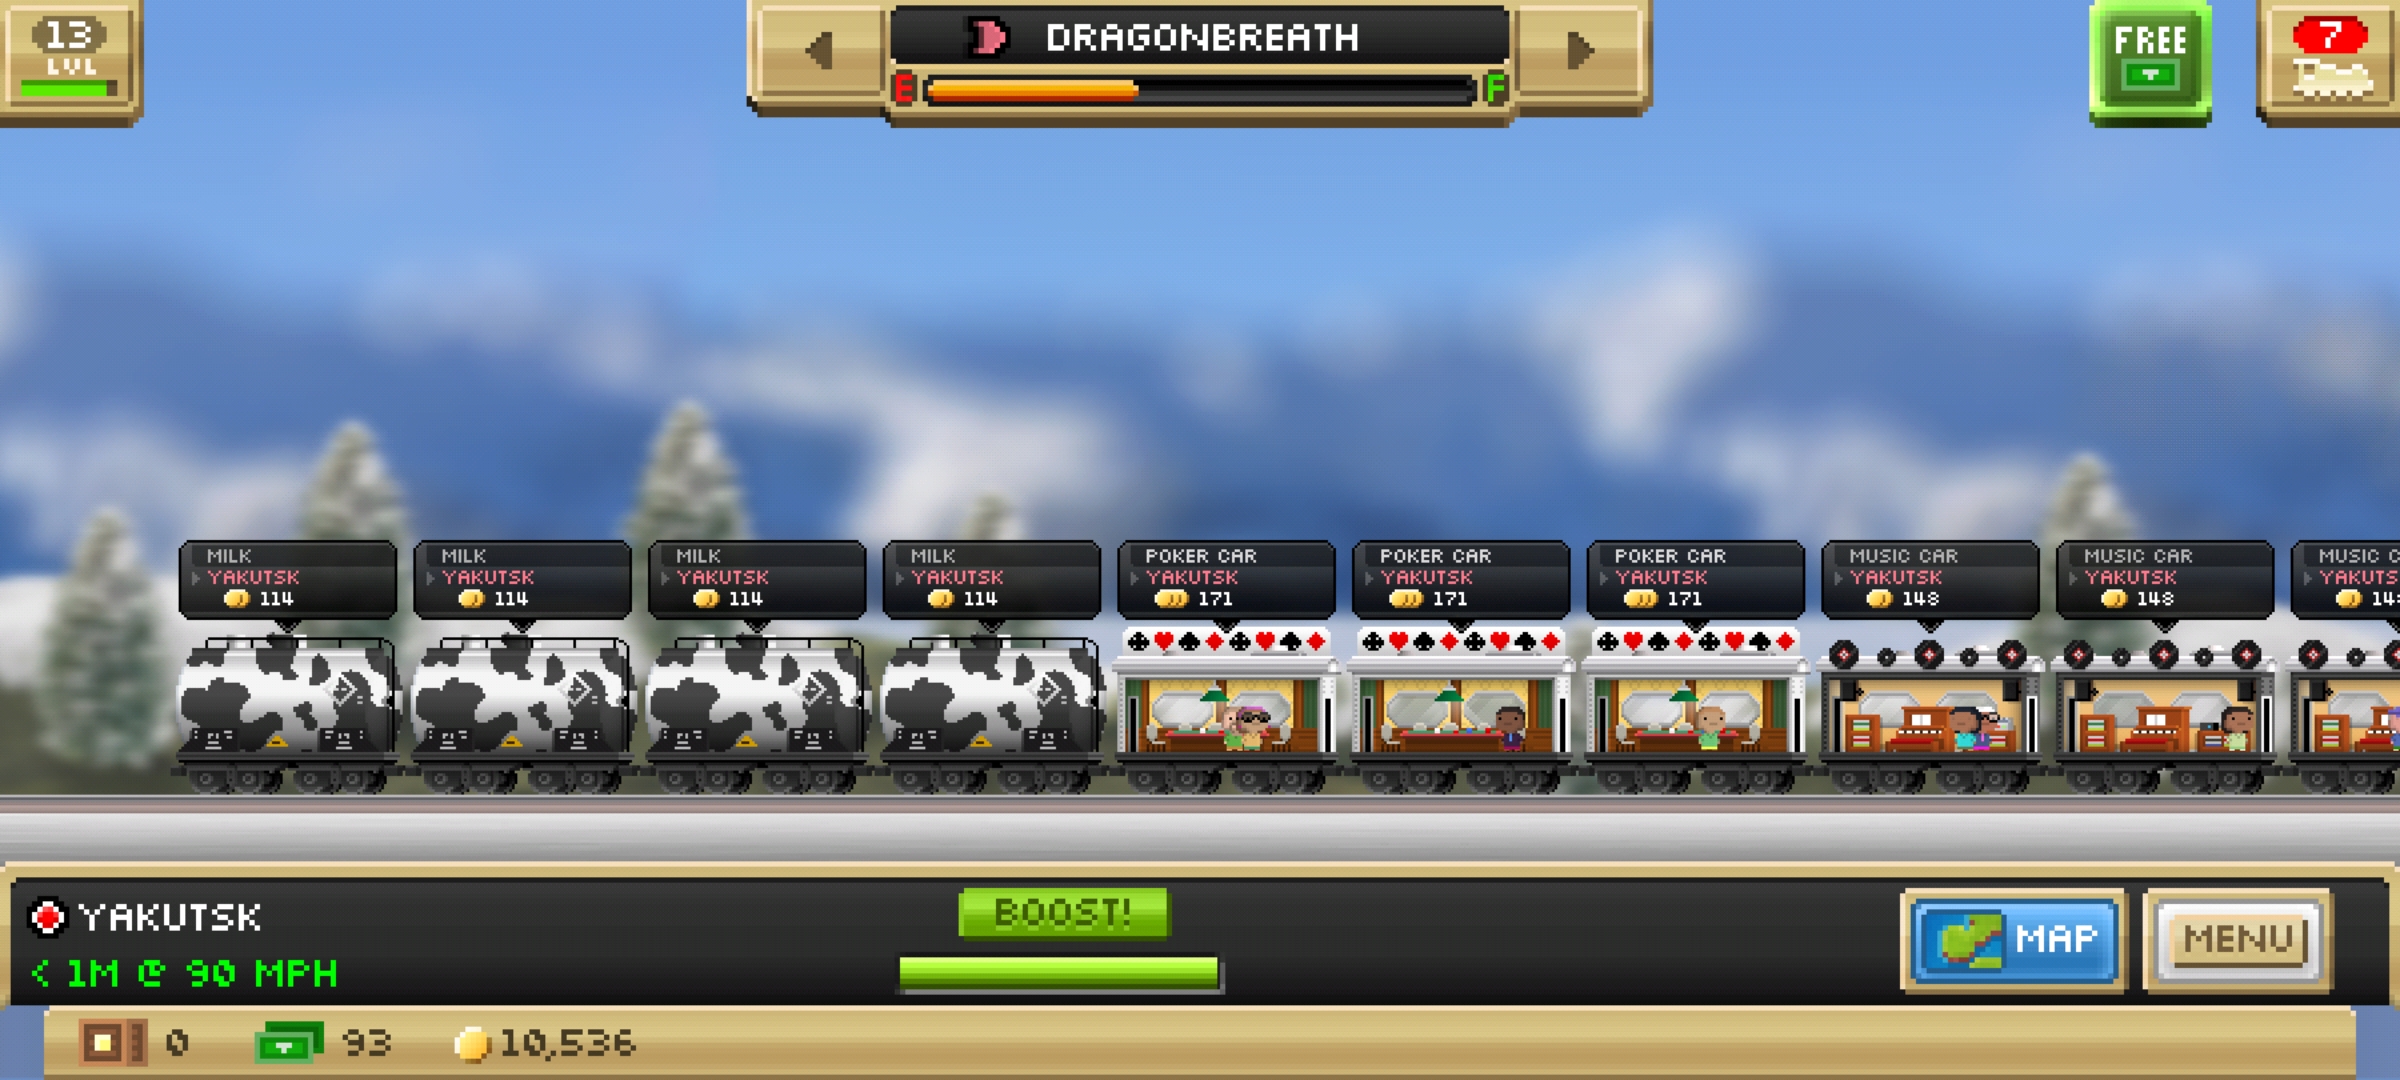 13
LVL
DRAGONBREATH
E F
FREE
7
MILK
YAKUTSK
114
MILK
YAKUTSK
114
MILK
YAKUTSK
114
MILK
YAKUTSK
114
POKER CAR
YAKUTSK
171
POKER CAR
YAKUTSK
171
POKER CAR
YAKUTSK
171
MUSIC CAR
YAKUTSK
148
MUSIC CAR
YAKUTSK
148
MUSIC
YAKUTS
YAKUTSK
< 1M @ 90 MPH
BOOST!
MAP
MENU
0
93
10,536